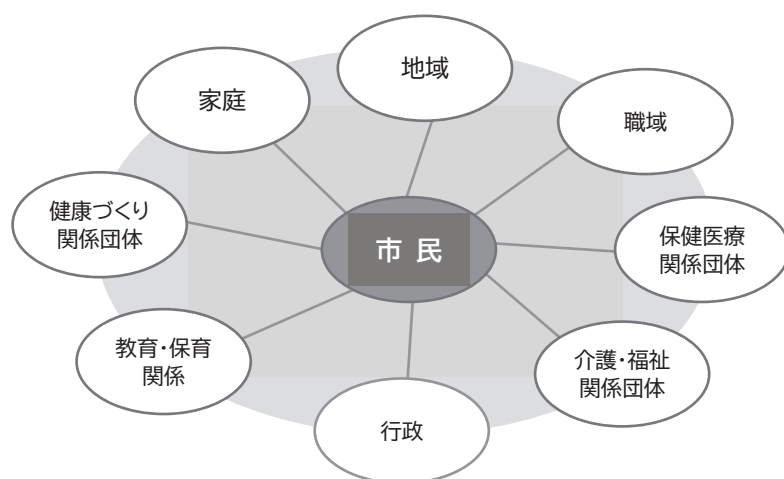 地域
家庭
職域
健康づくり
関係団体
市 民
保健医療
関係団体
教育・保育
関係
介護・福祉
関係団体
行政